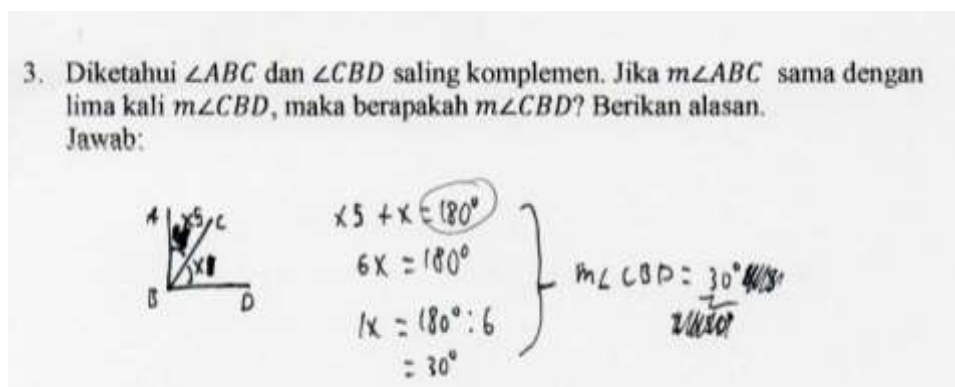 3. Diketahui ∠ABC dan ∠CBD saling komplemen. Jika m∠ABC sama dengan
lima kali m∠CBD, maka berapakah m∠CBD? Berikan alasan.
Jawab:
A
x5
C
x
B
D
x5 + x = 180°
6x = 180°
1x = 180° : 6
= 30°
m∠CBD = 30°